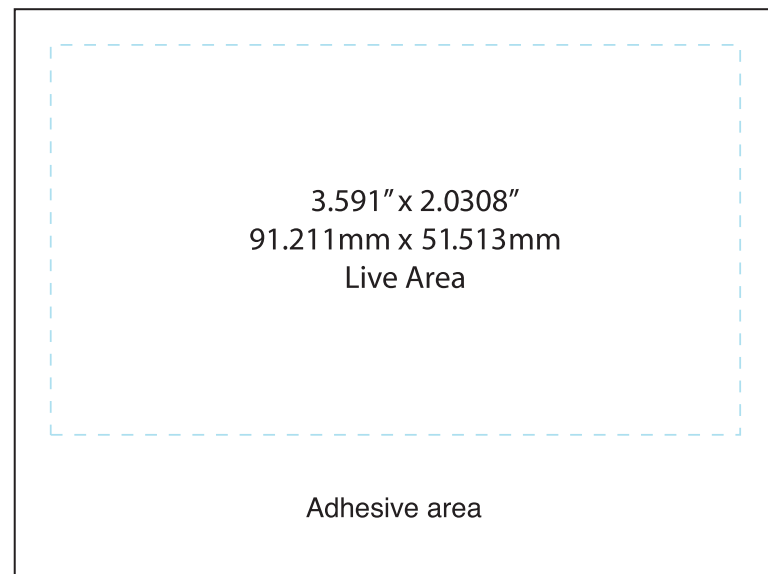 3.591” x 2.0308”
91.211mm x 51.513mm
Live Area
Adhesive area